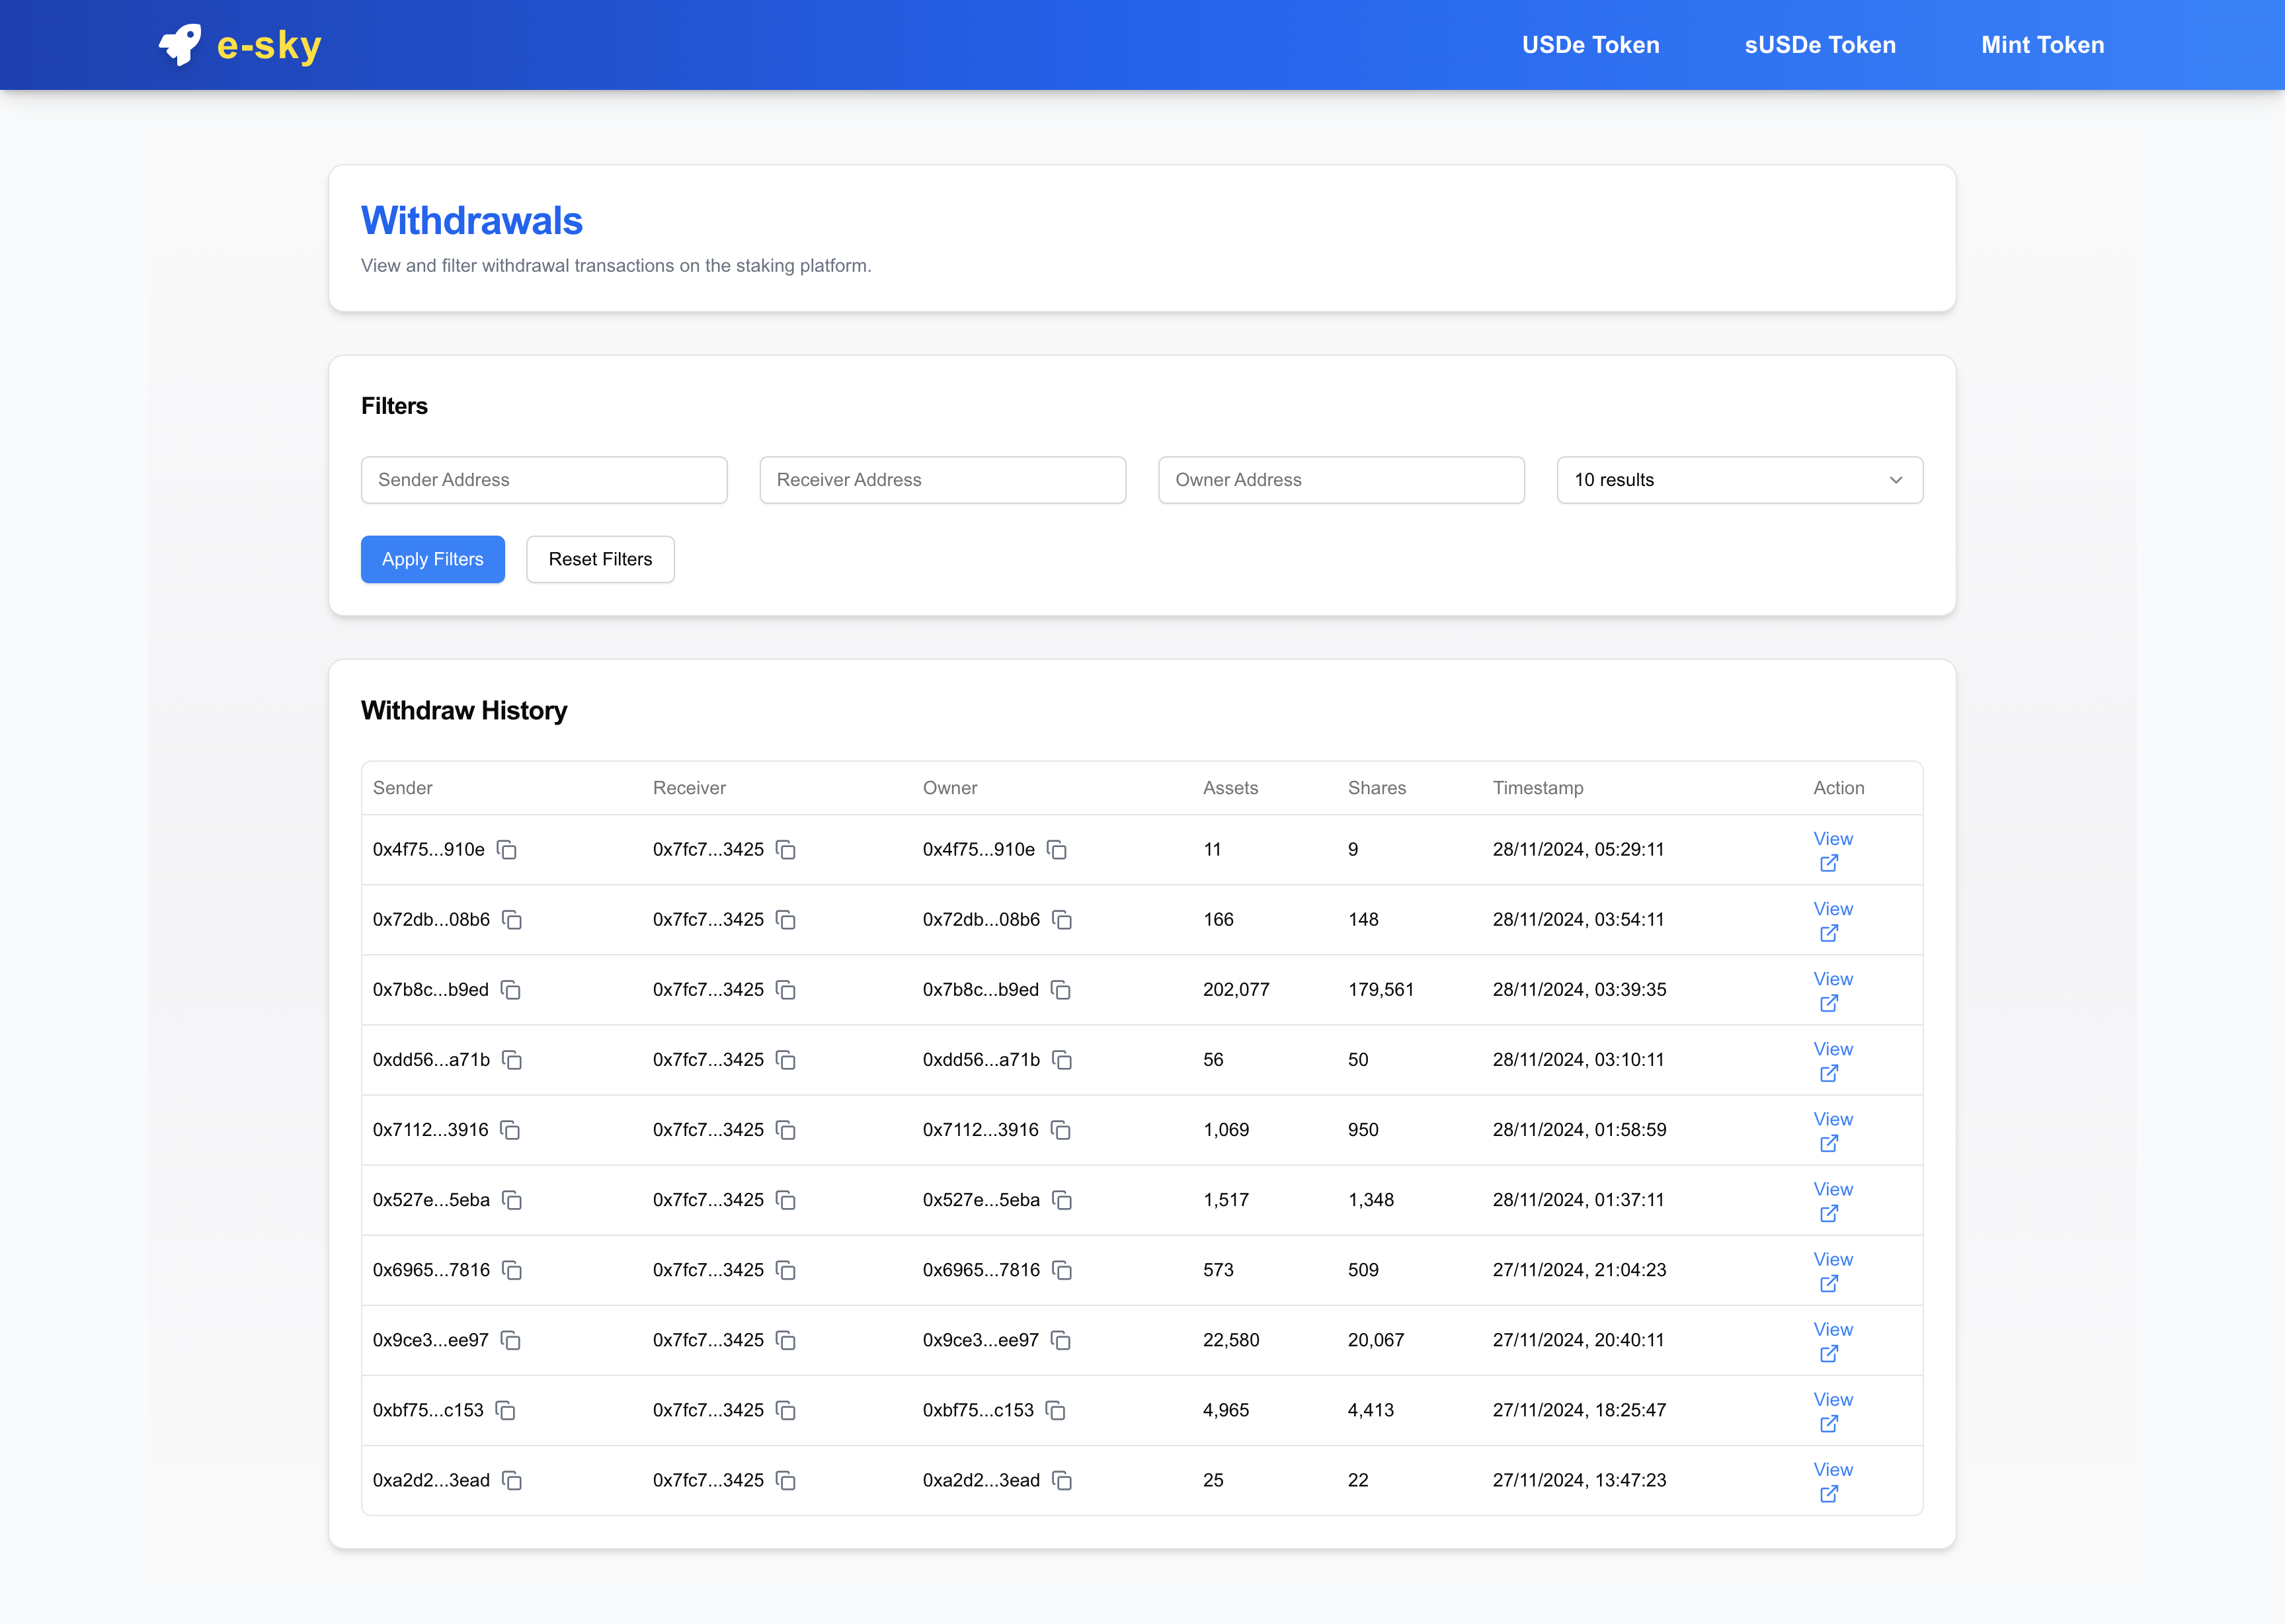 e-sky
USDe Token sUSDe Token Mint Token
Withdrawals
View and filter withdrawal transactions on the staking platform.
Filters
Sender Address Receiver Address Owner Address 10 results
Apply Filters Reset Filters
Withdraw History
Sender Receiver Owner Assets Shares Timestamp Action
0x4f75...910e 0x7fc7...3425 0x4f75...910e 11 9 28/11/2024, 05:29:11 View
0x72db...08b6 0x7fc7...3425 0x72db...08b6 166 148 28/11/2024, 03:54:11 View
0x7b8c...b9ed 0x7fc7...3425 0x7b8c...b9ed 202,077 179,561 28/11/2024, 03:39:35 View
0xdd56...a71b 0x7fc7...3425 0xdd56...a71b 56 50 28/11/2024, 03:10:11 View
0x7112...3916 0x7fc7...3425 0x7112...3916 1,069 950 28/11/2024, 01:58:59 View
0x527e...5eba 0x7fc7...3425 0x527e...5eba 1,517 1,348 28/11/2024, 01:37:11 View
0x6965...7816 0x7fc7...3425 0x6965...7816 573 509 27/11/2024, 21:04:23 View
0x9ce3...ee97 0x7fc7...3425 0x9ce3...ee97 22,580 20,067 27/11/2024, 20:40:11 View
0xbf75...c153 0x7fc7...3425 0xbf75...c153 4,965 4,413 27/11/2024, 18:25:47 View
0xa2d2...3ead 0x7fc7...3425 0xa2d2...3ead 25 22 27/11/2024, 13:47:23 View